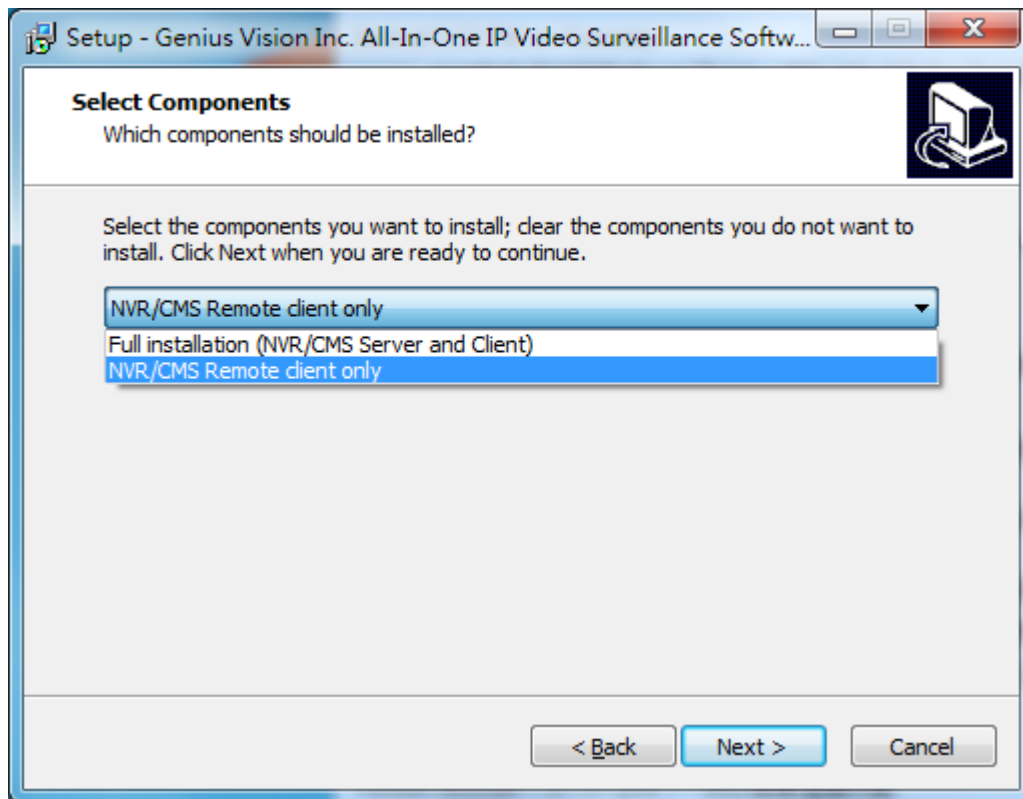 Setup - Genius Vision Inc. All-In-One IP Video Surveillance Softw...
Select Components
Which components should be installed?
Select the components you want to install; clear the components you do not want to
install. Click Next when you are ready to continue.
NVR/CMS Remote client only
Full installation (NVR/CMS Server and Client)
NVR/CMS Remote client only
< Back
Next >
Cancel